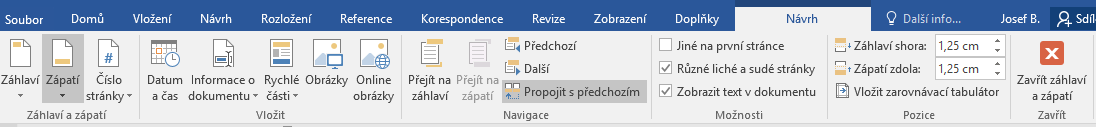 Soubor Domů Vložení Návrh Rozložení Reference Korespondence Revize Zobrazení Doplňky Návrh Další info... Josef B. Sdíl
Záhlaví
Zápatí
Číslo stránky
Datum a čas
Informace o dokumentu
Rychlé části
Obrázky
Online obrázky
Přejít na záhlaví
Přejít na zápatí
Předchozí
Další
Propojit s předchozím
Jiné na první stránce
Různé liché a sudé stránky
Zobrazit text v dokumentu
Záhlaví shora: 1,25 cm
Zápatí zdola: 1,25 cm
Vložit zarovnávací tabulátor
Zavřít záhlaví a zápatí
Záhlaví a zápatí Vložit Navigace Možnosti Pozice Zavřít